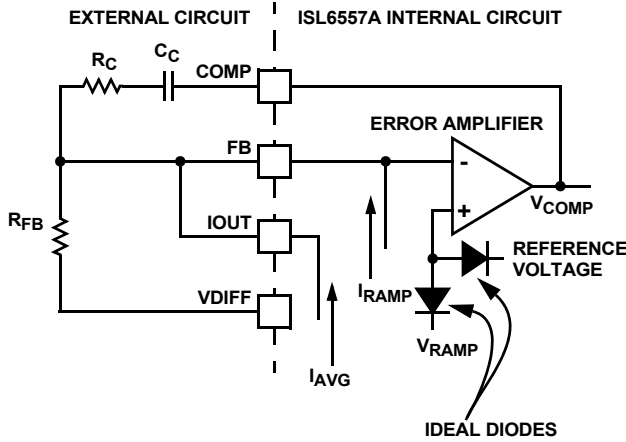 EXTERNAL CIRCUIT
ISL6557A INTERNAL CIRCUIT
RC
CC
COMP
ERROR AMPLIFIER
FB
-
+
VCOMP
RFB
IOUT
REFERENCE
VOLTAGE
IRAMP
VDIFF
VRAMP
IAVG
IDEAL DIODES